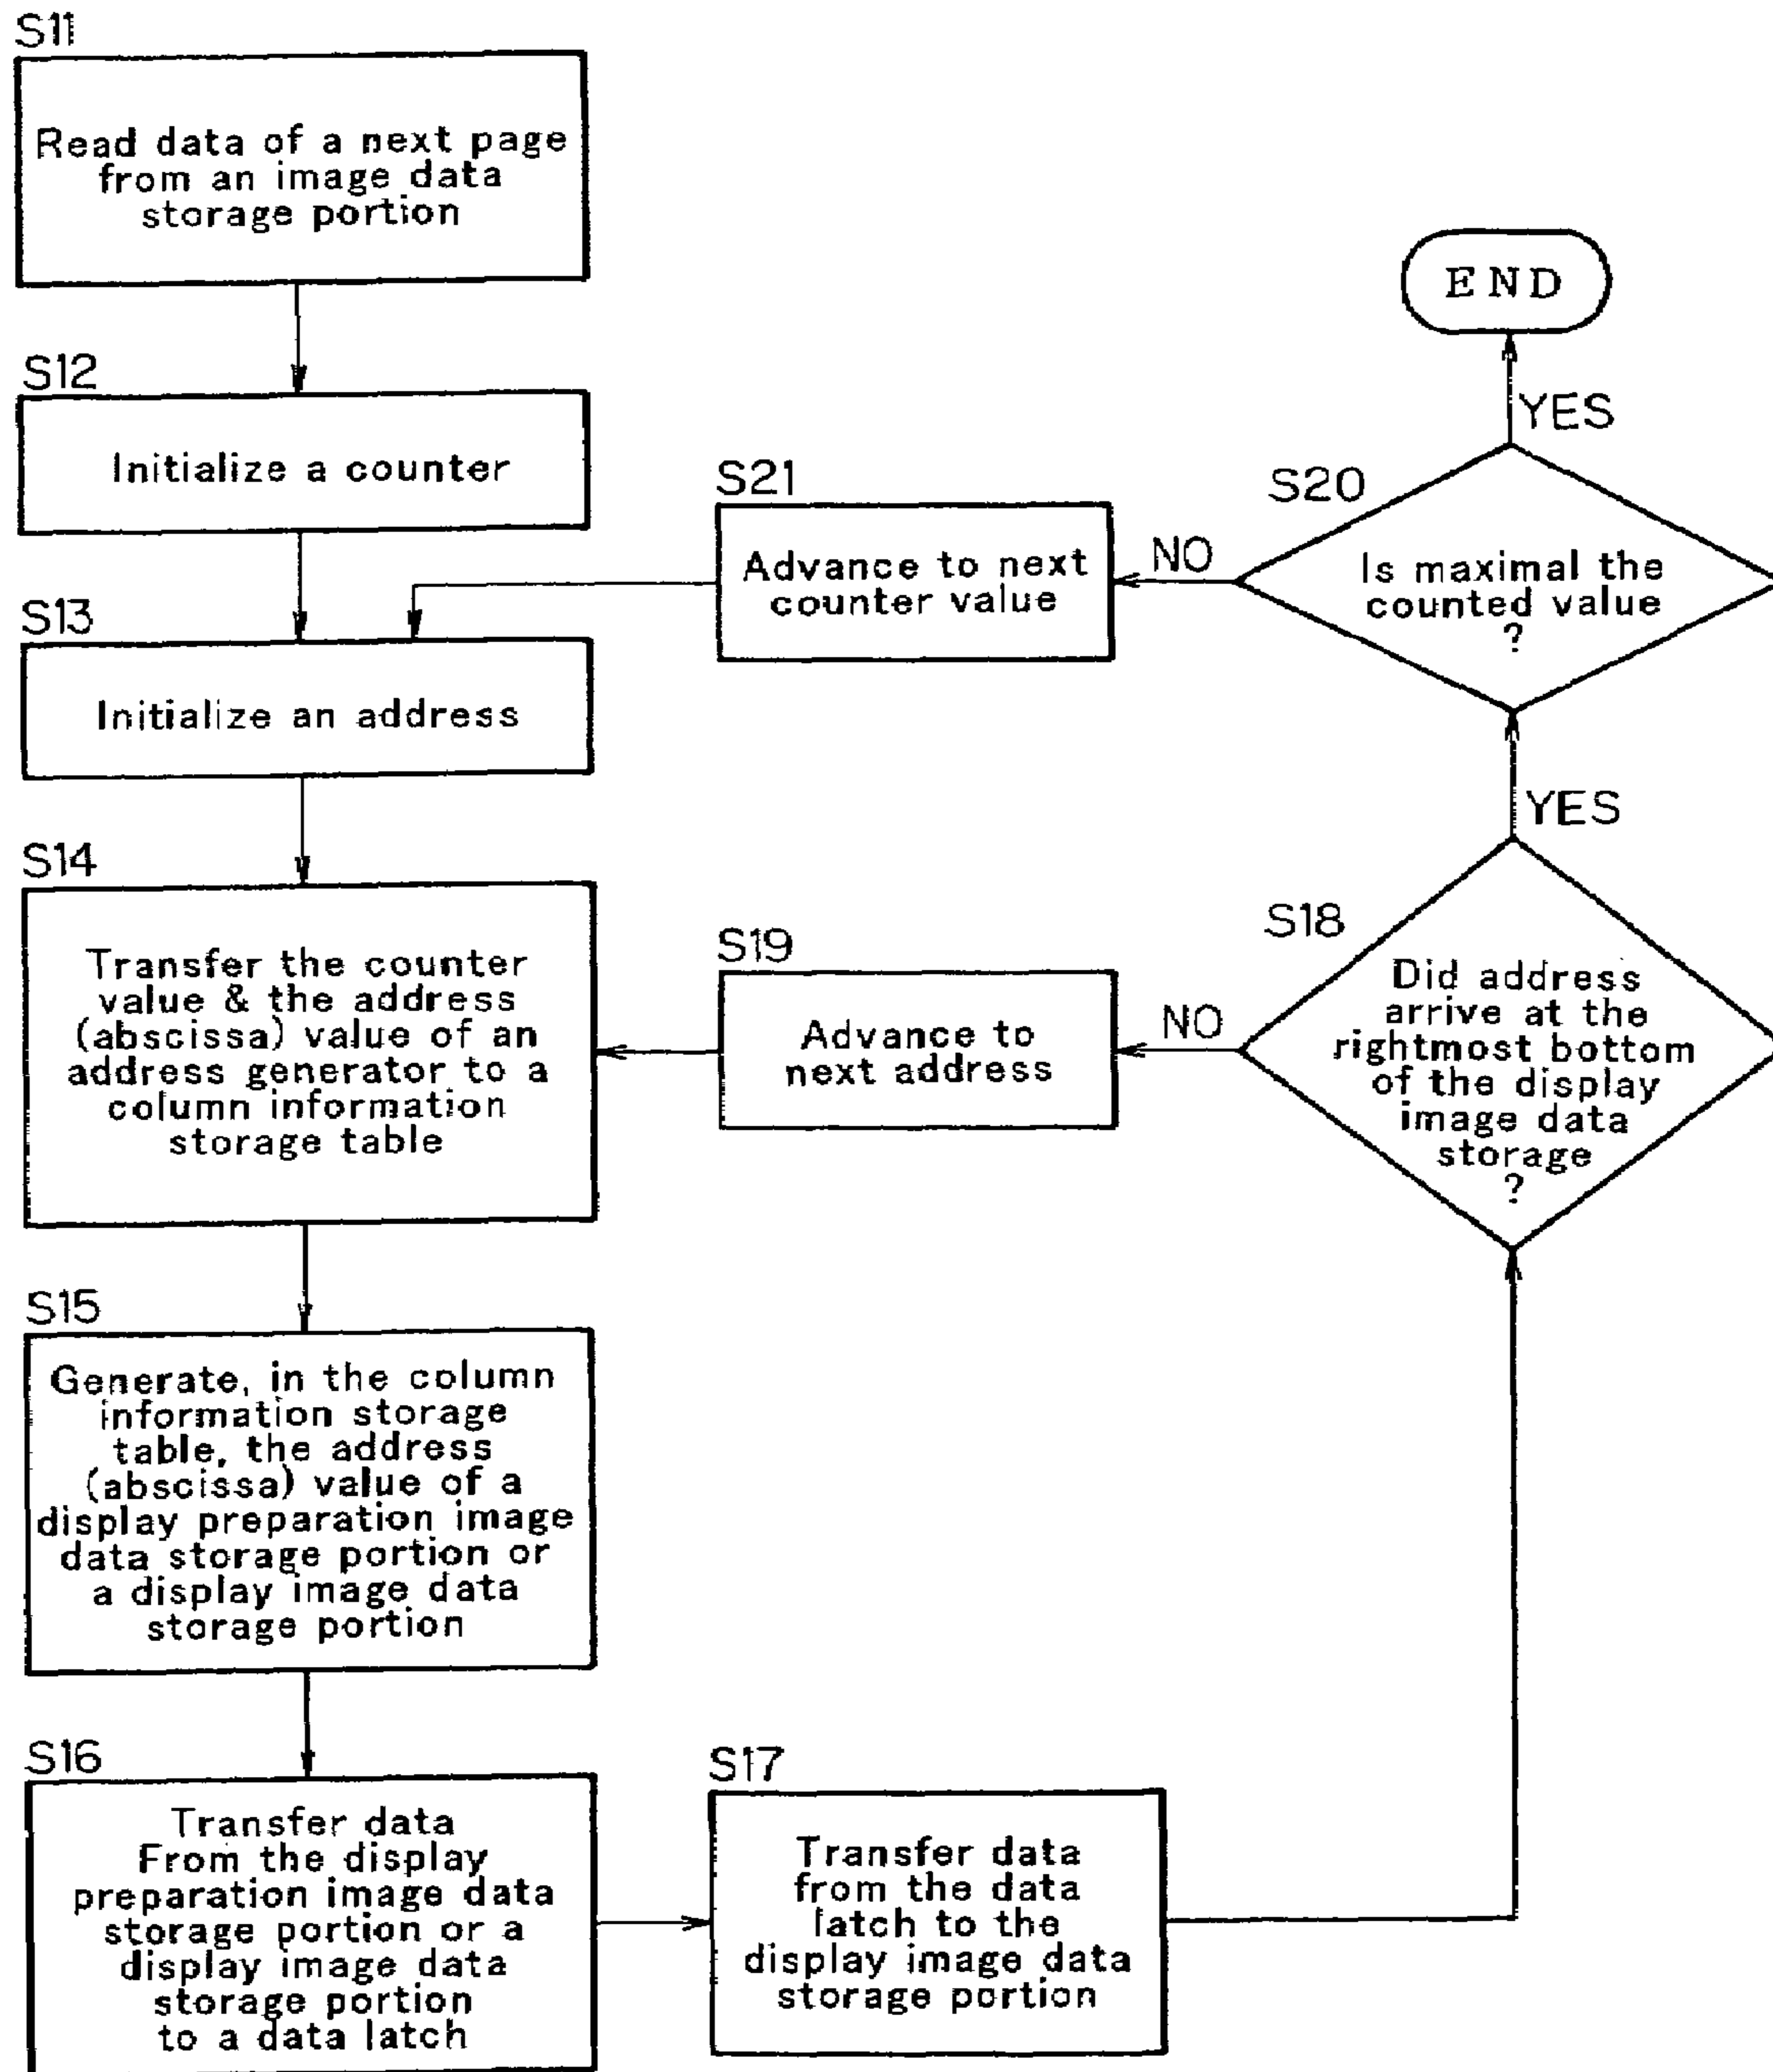 S11
Read data of a next page
from an image data
storage portion
S12
Initialize a counter
S13
Initialize an address
S14
Transfer the counter
value & the address
(abscissa) value of an
address generator to a
column information
storage table
S15
Generate, in the column
information storage
table, the address
(abscissa) value of a
display preparation image
data storage portion or
a display image data
storage portion
S16
Transfer data
From the display
preparation image data
storage portion or a
display image data
storage portion
to a data latch
S17
Transfer data
from the data
latch to the
display image data
storage portion
S18
Did address
arrive at the
rightmost bottom
of the display
image data
storage
?
NO
YES
S19
Advance to
next address
S20
Is maximal the
counted value
?
NO
YES
S21
Advance to next
counter value
END